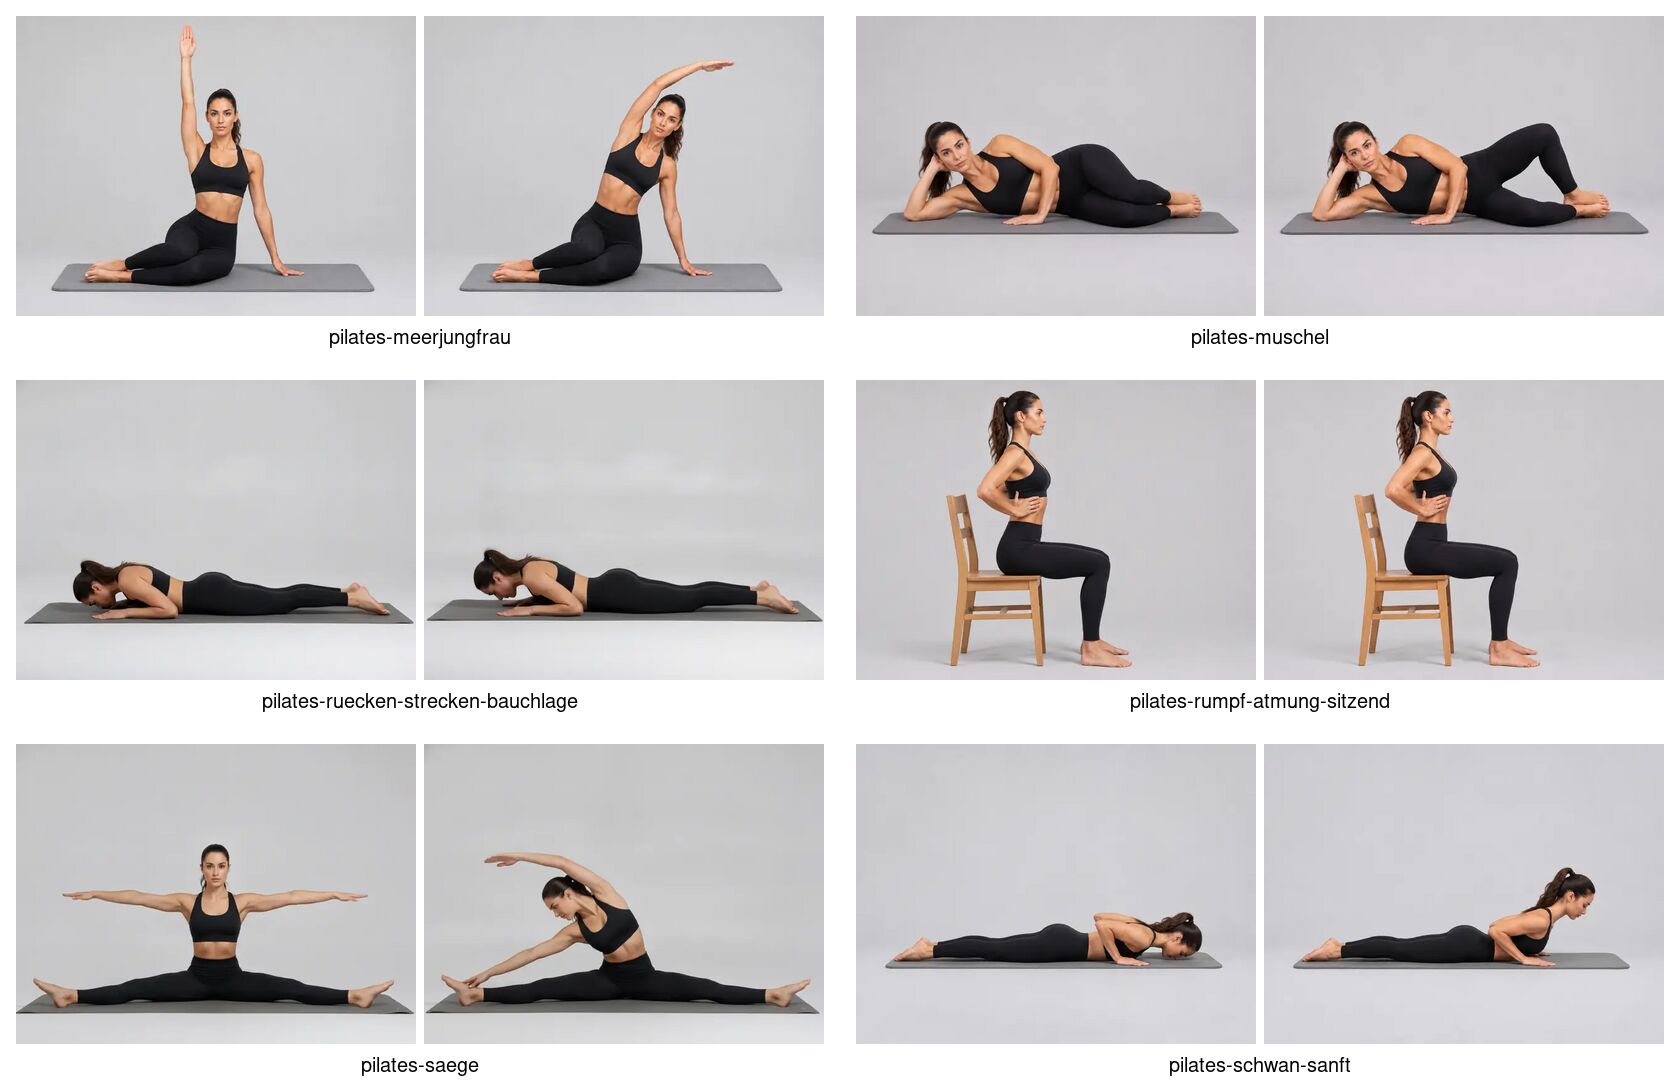 pilates-meerjungfrau
pilates-muschel
pilates-ruecken-strecken-bauchlage
pilates-rumpf-atmung-sitzend
pilates-saege
pilates-schwan-sanft